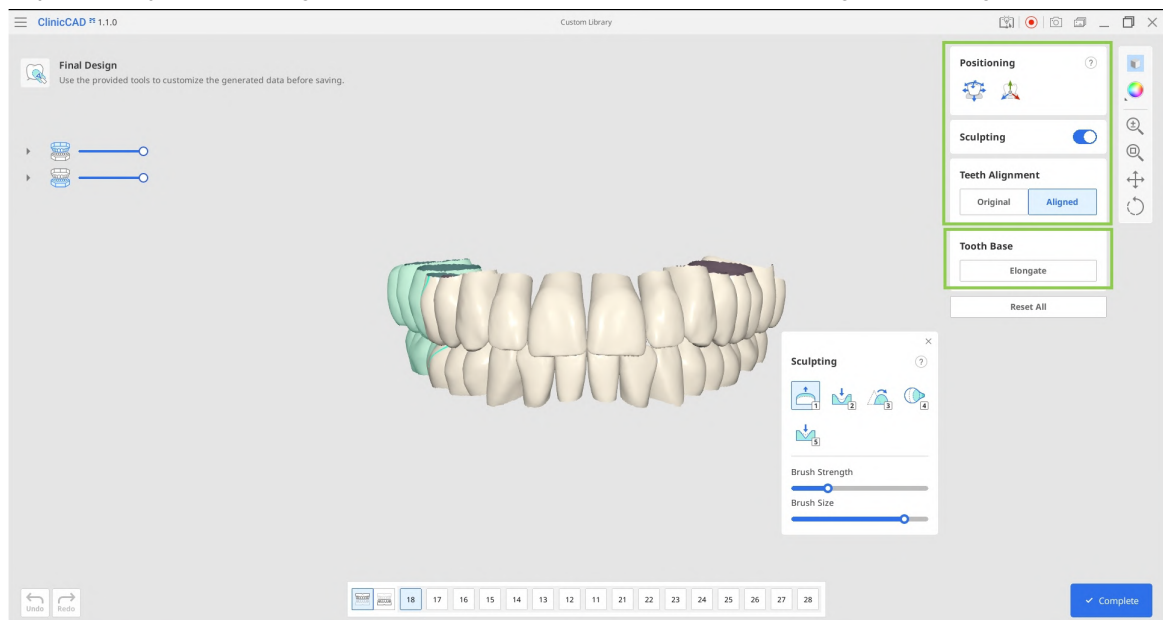 ClinicCAD 1.1.0
Custom Library
Final Design
Use the provided tools to customize the generated data before saving.
Positioning
?
Sculpting
Teeth Alignment
Original Aligned
Tooth Base
Elongate
Reset All
Sculpting
?
1 2 3 4
5
Brush Strength
Brush Size
Undo Redo
18 17 16 15 14 13 12 11 21 22 23 24 25 26 27 28
Complete